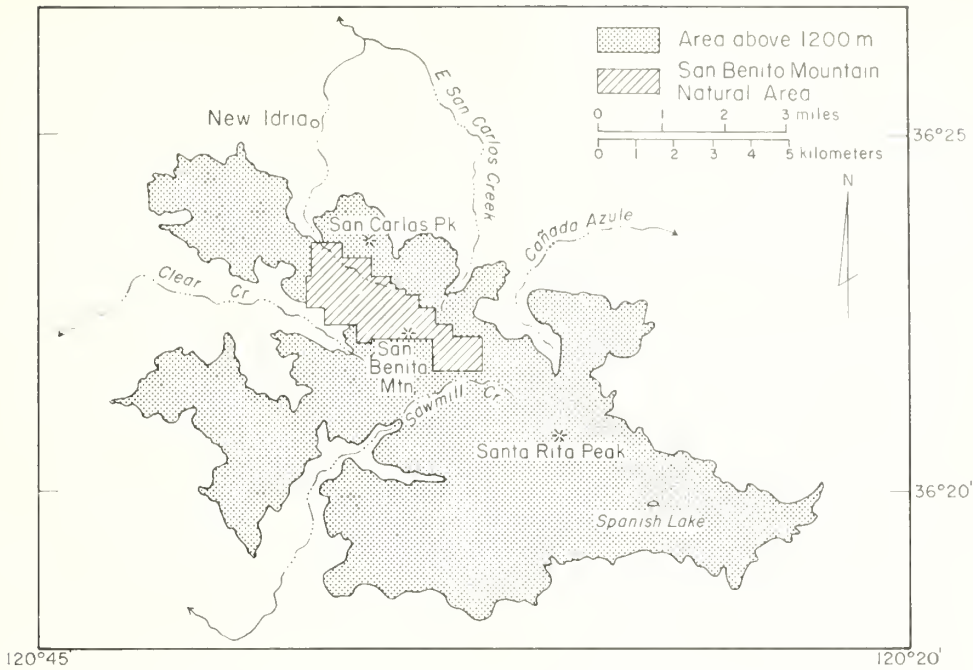 Area above 1200 m
San Benito Mountain
Natural Area
0 1 2 3 miles
0 1 2 3 4 5 kilometers
36°25
N
E San Carlos Creek
New Idria
San Carlos Pk
Cañada Azule
Clear Cr
San
Benito
Mtn.
Sawmill Cr
Santa Rita Peak
36°20'
Spanish Lake
120°45'
120°20'